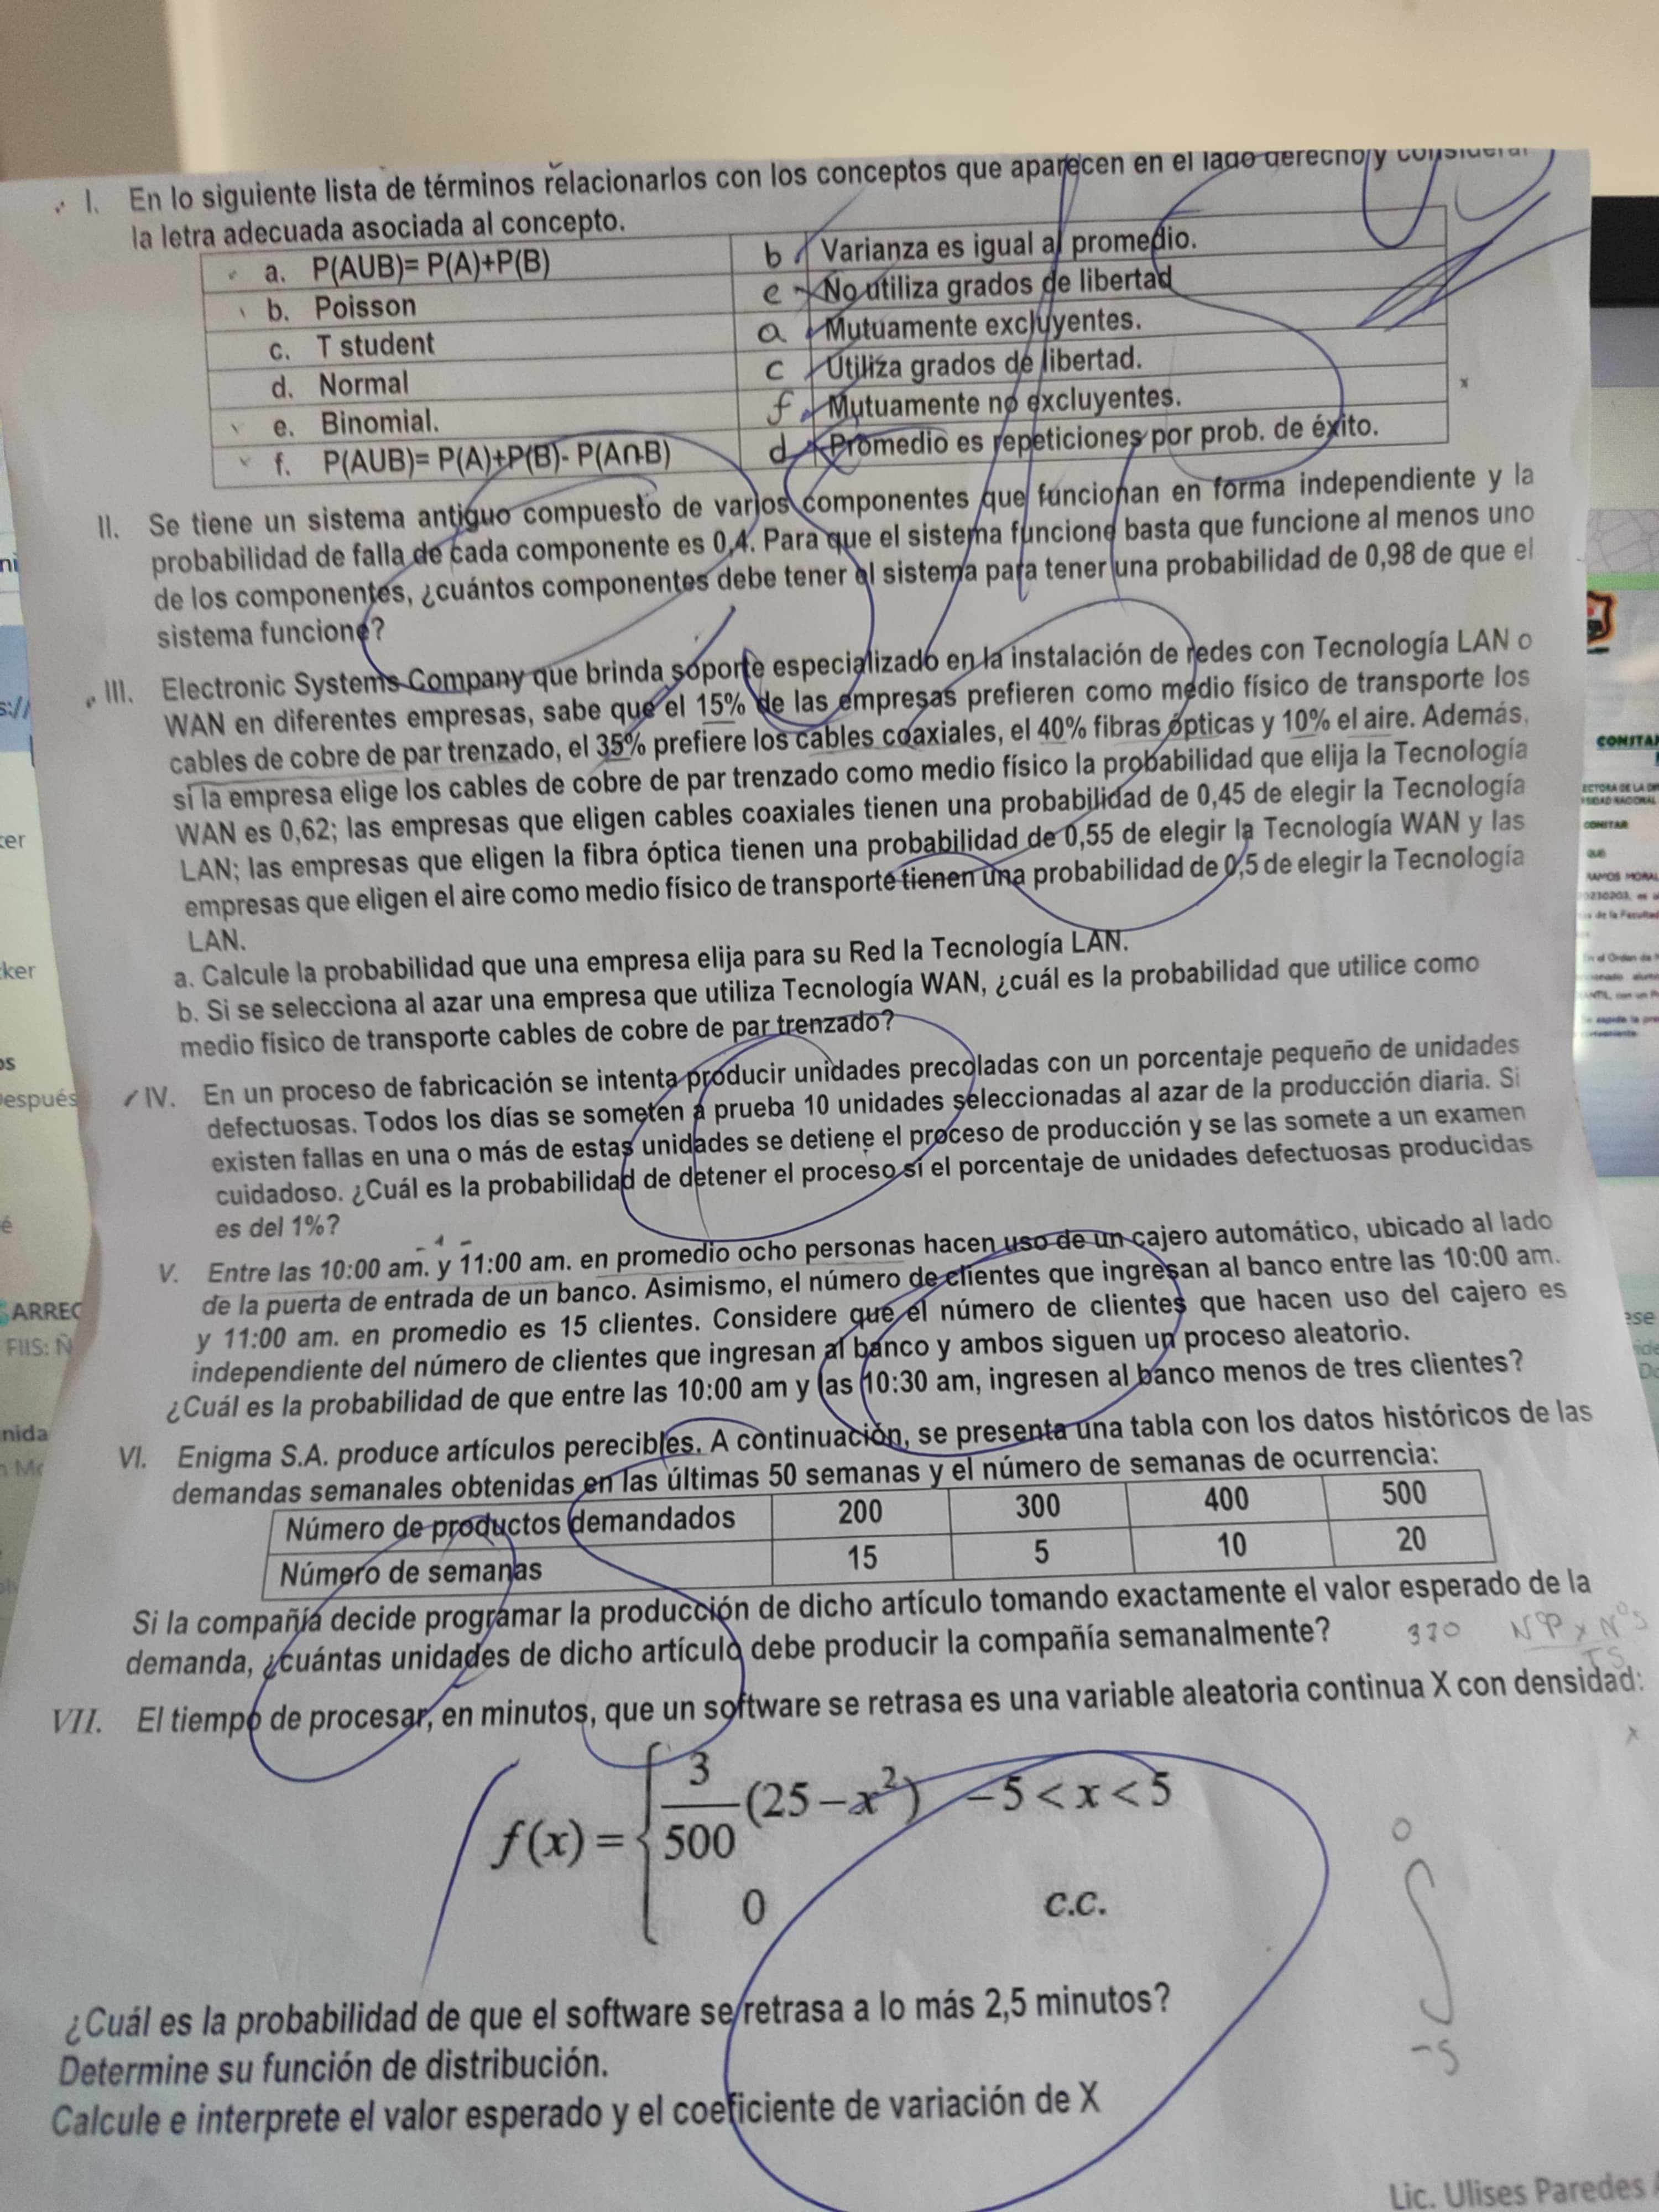 I. En lo siguiente lista de términos relacionarlos con los conceptos que aparecen en el lado derecho y considerar
la letra adecuada asociada al concepto.
a. P(AUB)= P(A)+P(B) b Varianza es igual al promedio.
b. Poisson e No utiliza grados de libertad
c. T student a Mutuamente excluyentes.
d. Normal c Utiliza grados de libertad.
e. Binomial. f Mutuamente no excluyentes.
f. P(AUB)= P(A)+P(B)- P(A∩B) d Promedio es repeticiones por prob. de éxito.
II. Se tiene un sistema antiguo compuesto de varios componentes que funcionan en forma independiente y la
probabilidad de falla de cada componente es 0,4. Para que el sistema funcione basta que funcione al menos uno
de los componentes, ¿cuántos componentes debe tener el sistema para tener una probabilidad de 0,98 de que el
sistema funcione?
III. Electronic Systems Company que brinda soporte especializado en la instalación de redes con Tecnología LAN o
WAN en diferentes empresas, sabe que el 15% de las empresas prefieren como medio físico de transporte los
cables de cobre de par trenzado, el 35% prefiere los cables coaxiales, el 40% fibras ópticas y 10% el aire. Además,
si la empresa elige los cables de cobre de par trenzado como medio físico la probabilidad que elija la Tecnología
WAN es 0,62; las empresas que eligen cables coaxiales tienen una probabilidad de 0,45 de elegir la Tecnología
LAN; las empresas que eligen la fibra óptica tienen una probabilidad de 0,55 de elegir la Tecnología WAN y las
empresas que eligen el aire como medio físico de transporte tienen una probabilidad de 0,5 de elegir la Tecnología
LAN.
a. Calcule la probabilidad que una empresa elija para su Red la Tecnología LAN.
b. Si se selecciona al azar una empresa que utiliza Tecnología WAN, ¿cuál es la probabilidad que utilice como
medio físico de transporte cables de cobre de par trenzado?
IV. En un proceso de fabricación se intenta producir unidades precoladas con un porcentaje pequeño de unidades
defectuosas. Todos los días se someten a prueba 10 unidades seleccionadas al azar de la producción diaria. Si
existen fallas en una o más de estas unidades se detiene el proceso de producción y se las somete a un examen
cuidadoso. ¿Cuál es la probabilidad de detener el proceso si el porcentaje de unidades defectuosas producidas
es del 1%?
V. Entre las 10:00 am. y 11:00 am. en promedio ocho personas hacen uso de un cajero automático, ubicado al lado
de la puerta de entrada de un banco. Asimismo, el número de clientes que ingresan al banco entre las 10:00 am.
y 11:00 am. en promedio es 15 clientes. Considere que el número de clientes que hacen uso del cajero es
independiente del número de clientes que ingresan al banco y ambos siguen un proceso aleatorio.
¿Cuál es la probabilidad de que entre las 10:00 am y las 10:30 am, ingresen al banco menos de tres clientes?
VI. Enigma S.A. produce artículos perecibles. A continuación, se presenta una tabla con los datos históricos de las
demandas semanales obtenidas en las últimas 50 semanas y el número de semanas de ocurrencia:
Número de productos demandados 200 300 400 500
Número de semanas 15 5 10 20
Si la compañía decide programar la producción de dicho artículo tomando exactamente el valor esperado de la
demanda, ¿cuántas unidades de dicho artículo debe producir la compañía semanalmente? 370
VII. El tiempo de procesar, en minutos, que un software se retrasa es una variable aleatoria continua X con densidad:
f(x) = { 3/500 (25 – x²) – 5 < x < 5
0 c.c.
¿Cuál es la probabilidad de que el software se retrasa a lo más 2,5 minutos?
Determine su función de distribución.
Calcule e interprete el valor esperado y el coeficiente de variación de X
Lic. Ulises Paredes